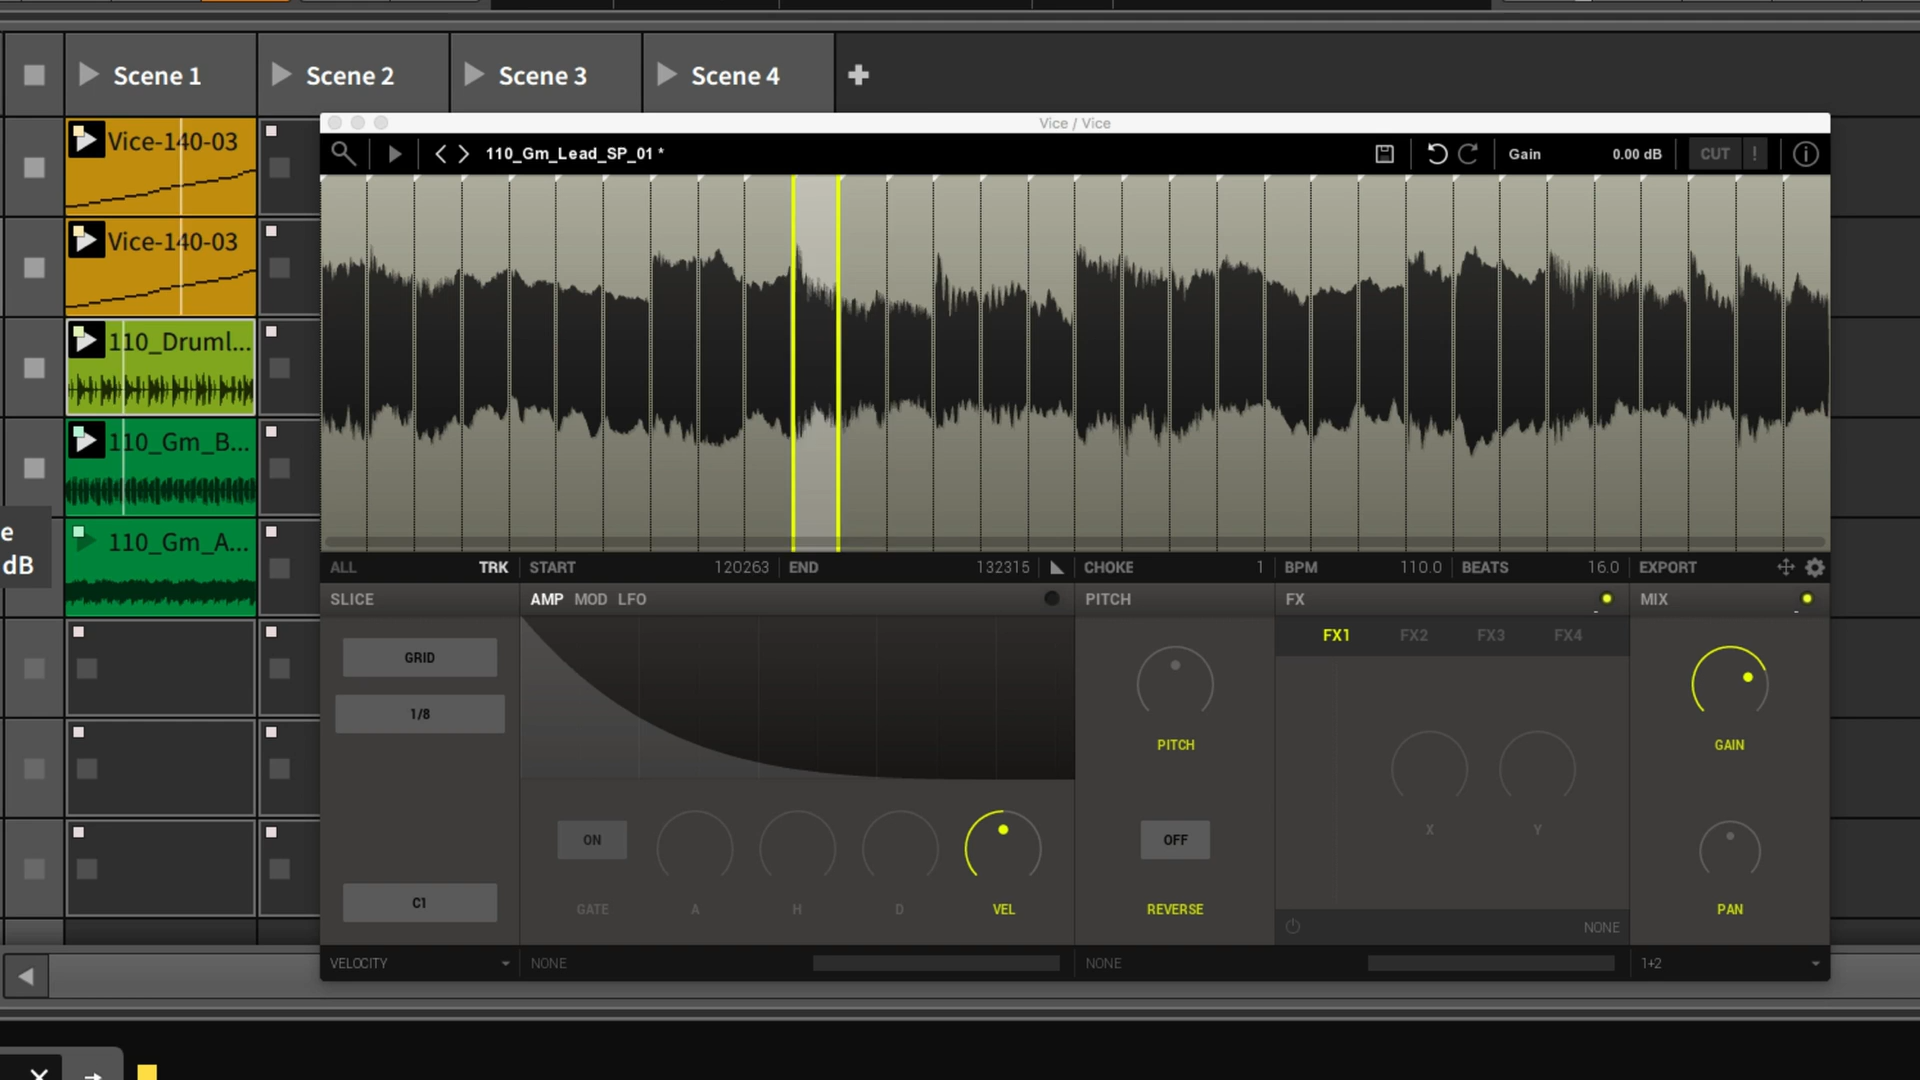 Scene 1
Scene 2
Scene 3
Scene 4
Vice / Vice
110_Gm_Lead_SP_01 *
Gain
0.00 dB
CUT
!
Vice-140-03
Vice-140-03
110_Druml...
110_Gm_B...
110_Gm_A...
e
dB
ALL
TRK
START
120263
END
132315
CHOKE
1
BPM
110.0
BEATS
16.0
EXPORT
SLICE
AMP
MOD
LFO
PITCH
FX
MIX
GRID
1/8
C1
FX1
FX2
FX3
FX4
PITCH
GAIN
ON
OFF
X
Y
GATE
A
H
D
VEL
REVERSE
PAN
NONE
VELOCITY
NONE
NONE
1+2